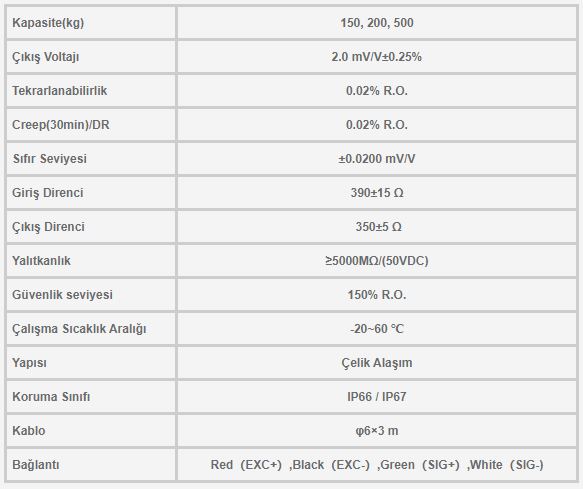 Kapasite(kg) 150, 200, 500
Çıkış Voltajı 2.0 mV/V±0.25%
Tekrarlanabilirlik 0.02% R.O.
Creep(30min)/DR 0.02% R.O.
Sıfır Seviyesi ±0.0200 mV/V
Giriş Direnci 390±15 Ω
Çıkış Direnci 350±5 Ω
Yalıtkanlık ≥5000MΩ/(50VDC)
Güvenlik seviyesi 150% R.O.
Çalışma Sıcaklık Aralığı -20~60 ℃
Yapısı Çelik Alaşım
Koruma Sınıfı IP66 / IP67
Kablo φ6×3 m
Bağlantı Red（EXC+）,Black（EXC-）,Green（SIG+）,White（SIG-）